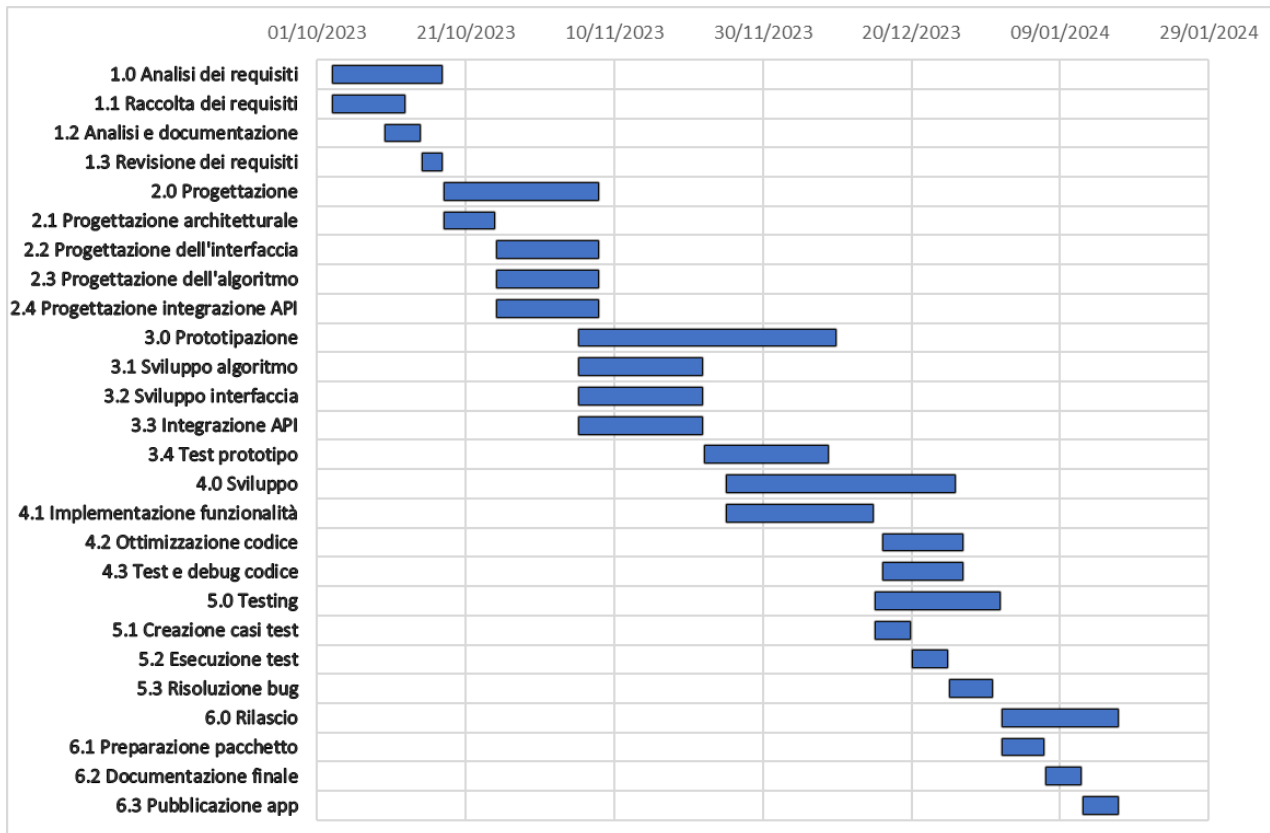 01/10/2023 21/10/2023 10/11/2023 30/11/2023 20/12/2023 09/01/2024 29/01/2024
1.0 Analisi dei requisiti
1.1 Raccolta dei requisiti
1.2 Analisi e documentazione
1.3 Revisione dei requisiti
2.0 Progettazione
2.1 Progettazione architetturale
2.2 Progettazione dell'interfaccia
2.3 Progettazione dell'algoritmo
2.4 Progettazione integrazione API
3.0 Prototipazione
3.1 Sviluppo algoritmo
3.2 Sviluppo interfaccia
3.3 Integrazione API
3.4 Test prototipo
4.0 Sviluppo
4.1 Implementazione funzionalità
4.2 Ottimizzazione codice
4.3 Test e debug codice
5.0 Testing
5.1 Creazione casi test
5.2 Esecuzione test
5.3 Risoluzione bug
6.0 Rilascio
6.1 Preparazione pacchetto
6.2 Documentazione finale
6.3 Pubblicazione app